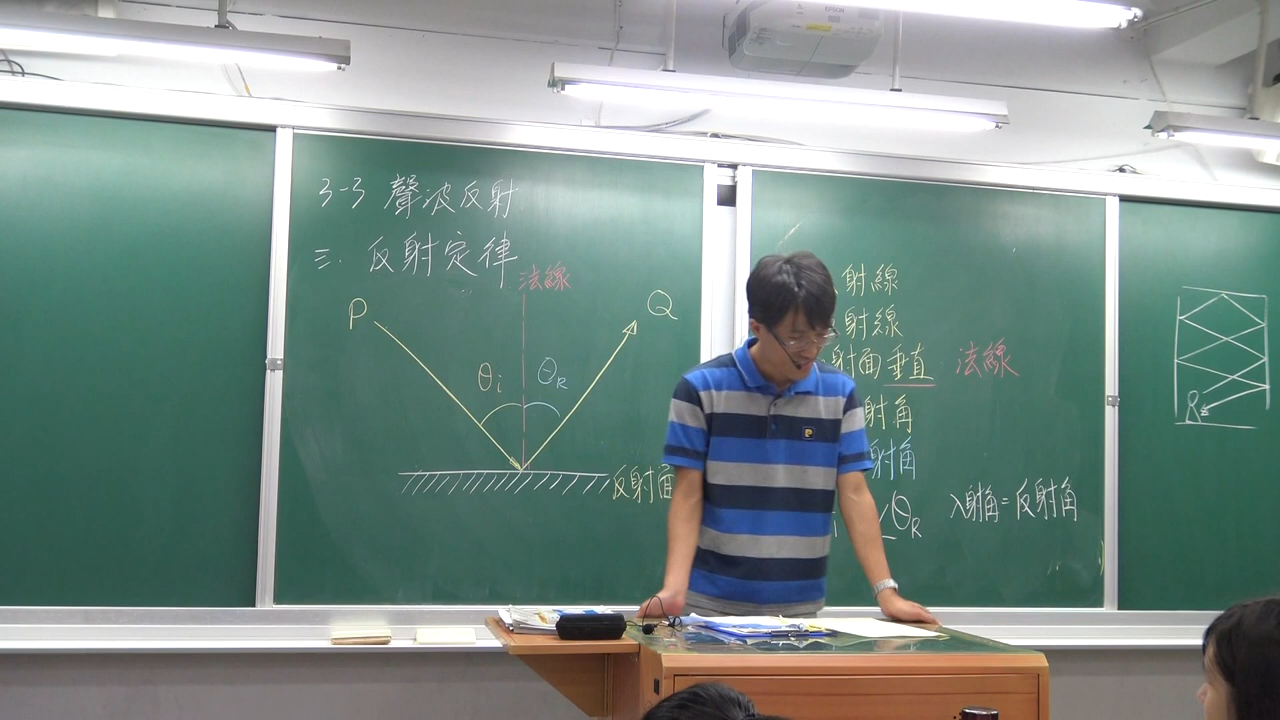 3-3 聲波反射
三. 反射定律
法線
P
Q
θi
θR
反射面
射線
射線
射面垂直 法線
射角
射角
∠θR
入射角=反射角
R
EPSON